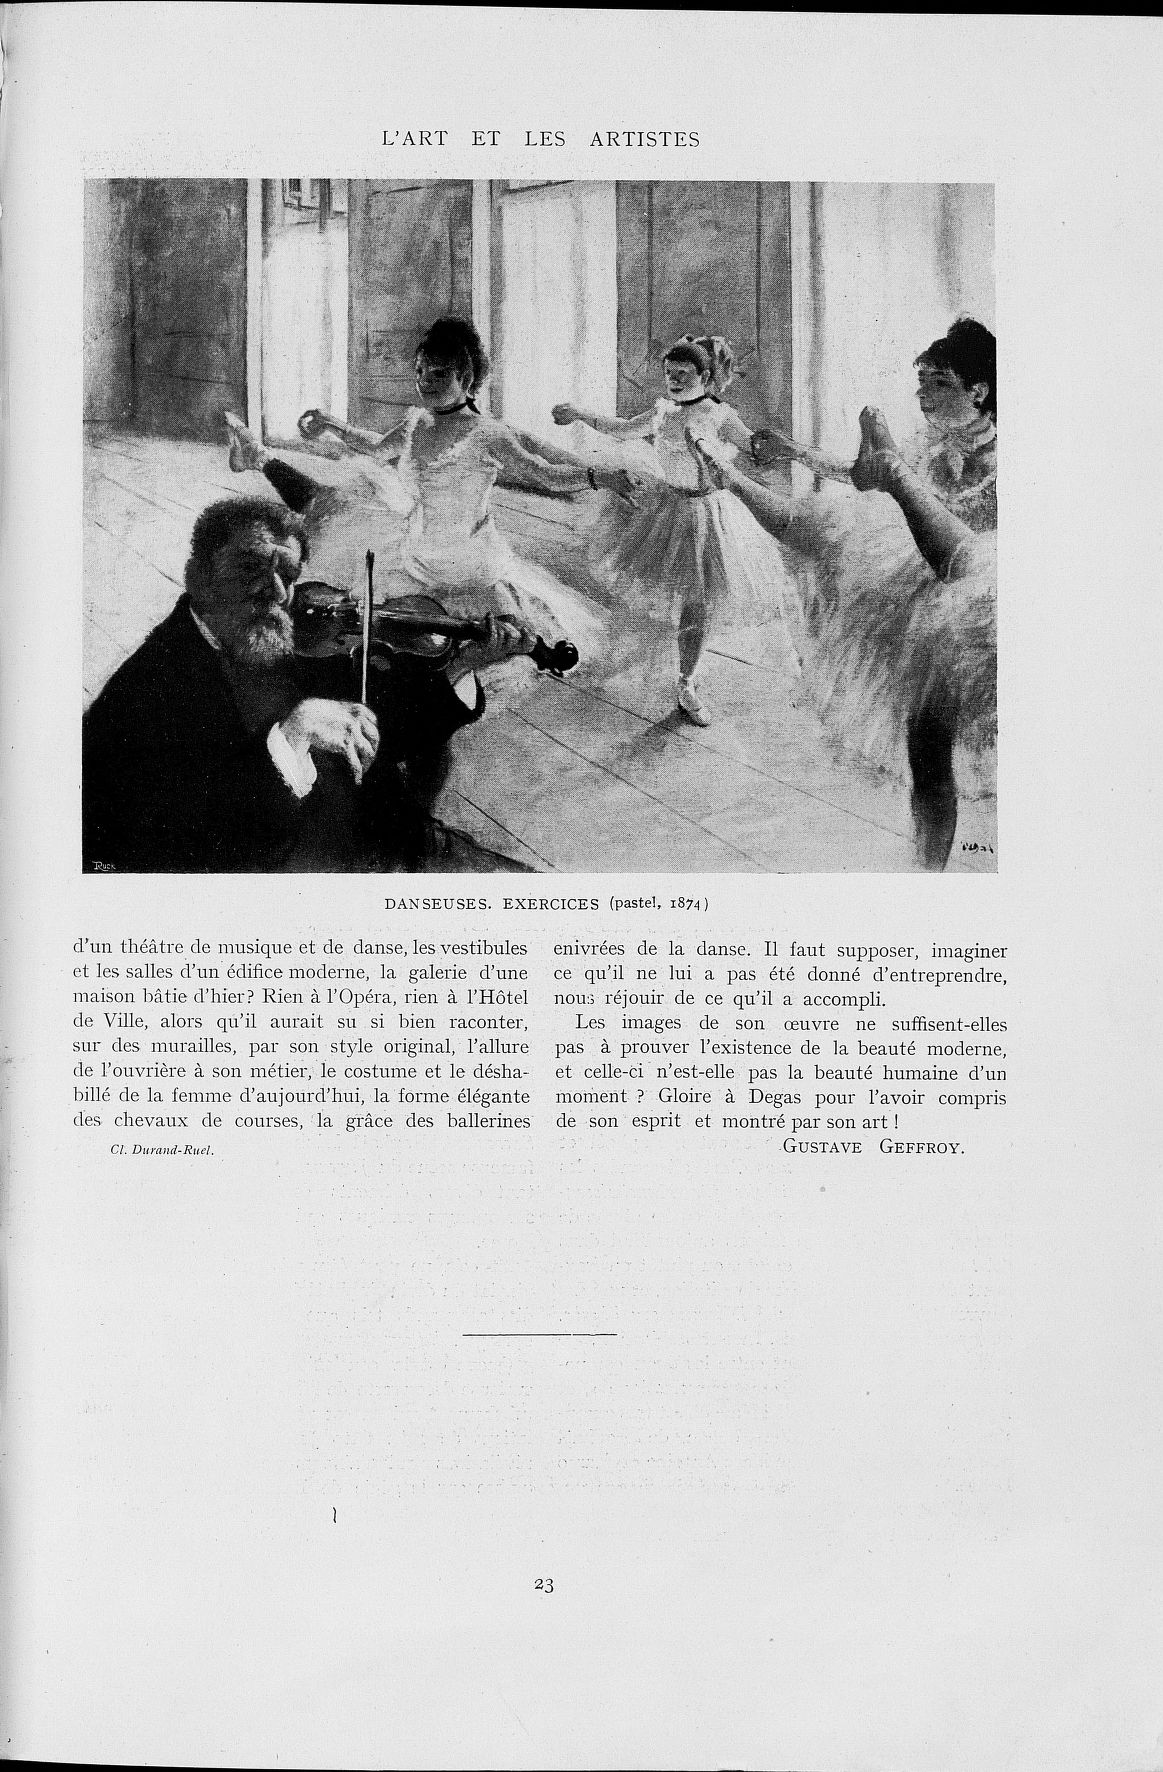 L'ART ET LES ARTISTES
Ruck
DANSEUSES. EXERCICES (pastel, 1874)
d'un théâtre de musique et de danse, les vestibules
et les salles d'un édifice moderne, la galerie d'une
maison bâtie d'hier? Rien à l'Opéra, rien à l'Hôtel
de Ville, alors qu'il aurait su si bien raconter,
sur des murailles, par son style original, l'allure
de l'ouvrière à son métier, le costume et le désha-
billé de la femme d'aujourd'hui, la forme élégante
des chevaux de courses, la grâce des ballerines
Cl. Durand-Ruel.
enivrées de la danse. Il faut supposer, imaginer
ce qu'il ne lui a pas été donné d'entreprendre,
nous réjouir de ce qu'il a accompli.
Les images de son œuvre ne suffisent-elles
pas à prouver l'existence de la beauté moderne,
et celle-ci n'est-elle pas la beauté humaine d'un
moment ? Gloire à Degas pour l'avoir compris
de son esprit et montré par son art !
GUSTAVE GEFFROY.
23